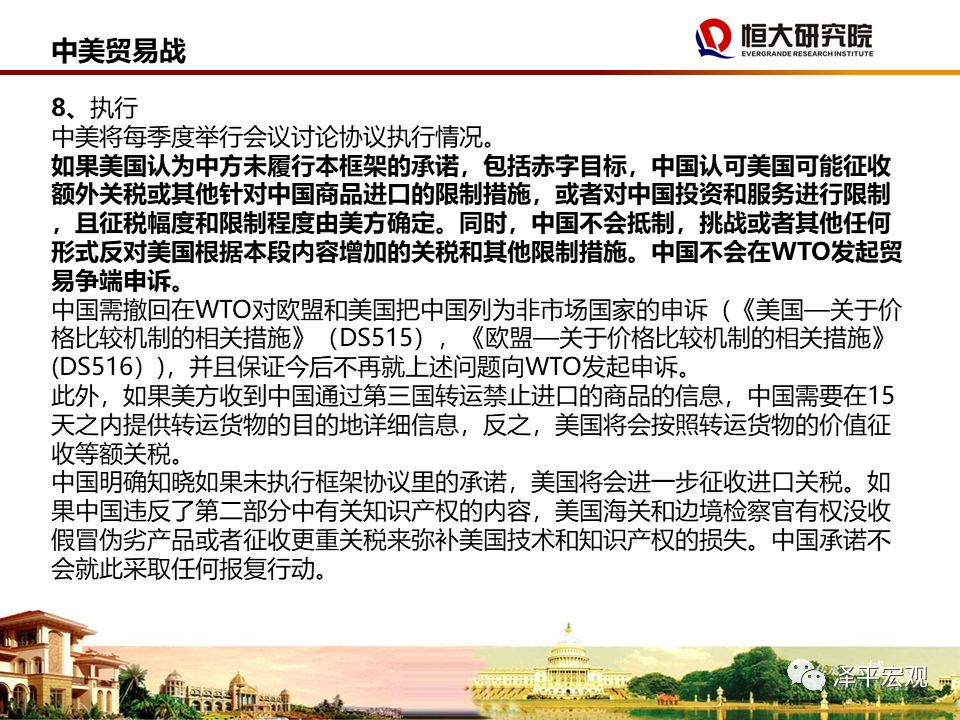 中美贸易战
恒大研究院
EVERGRANDE RESEARCH INSTITUTE
8、执行
中美将每季度举行会议讨论协议执行情况。
如果美国认为中方未履行本框架的承诺，包括赤字目标，中国认可美国可能征收
额外关税或其他针对中国商品进口的限制措施，或者对中国投资和服务进行限制
，且征税幅度和限制程度由美方确定。同时，中国不会抵制，挑战或者其他任何
形式反对美国根据本段内容增加的关税和其他限制措施。中国不会在WTO发起贸
易争端申诉。
中国需撤回在WTO对欧盟和美国把中国列为非市场国家的申诉（《美国—关于价
格比较机制的相关措施》（DS515），《欧盟—关于价格比较机制的相关措施》
(DS516）)，并且保证今后不再就上述问题向WTO发起申诉。
此外，如果美方收到中国通过第三国转运禁止进口的商品的信息，中国需要在15
天之内提供转运货物的目的地详细信息，反之，美国将会按照转运货物的价值征
收等额关税。
中国明确知晓如果未执行框架协议里的承诺，美国将会进一步征收进口关税。如
果中国违反了第二部分中有关知识产权的内容，美国海关和边境检察官有权没收
假冒伪劣产品或者征收更重关税来弥补美国技术和知识产权的损失。中国承诺不
会就此采取任何报复行动。
泽平宏观